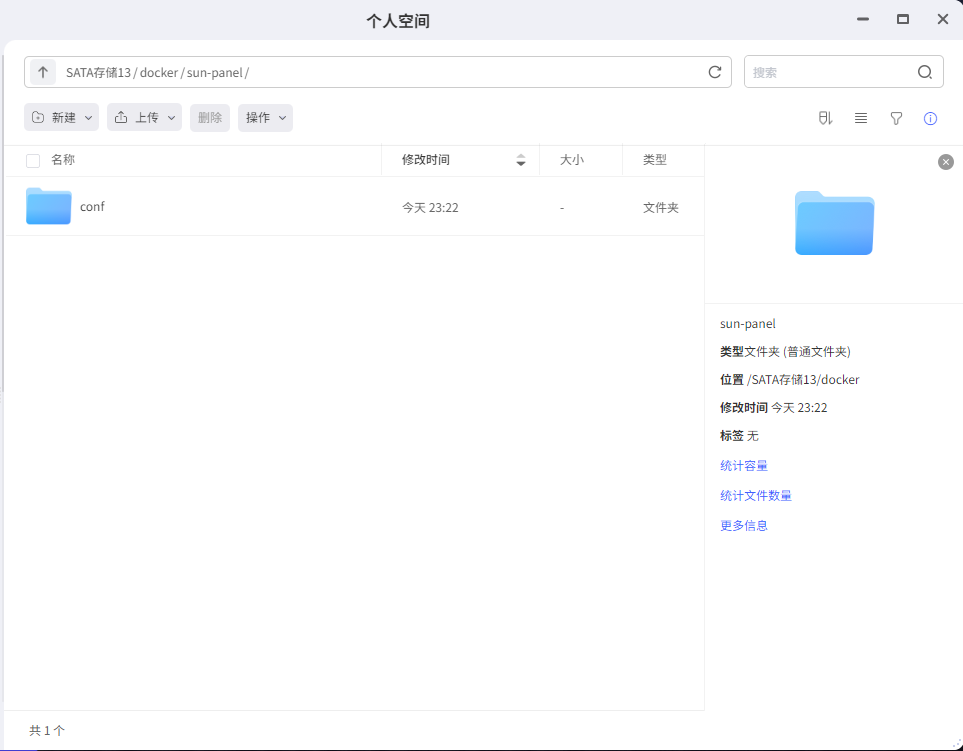 个人空间
SATA存储13 / docker / sun-panel /
搜索
新建 上传 删除 操作
名称 修改时间 大小 类型
conf 今天 23:22 - 文件夹
sun-panel
类型文件夹 (普通文件夹)
位置 /SATA存储13/docker
修改时间 今天 23:22
标签 无
统计容量
统计文件数量
更多信息
共 1 个